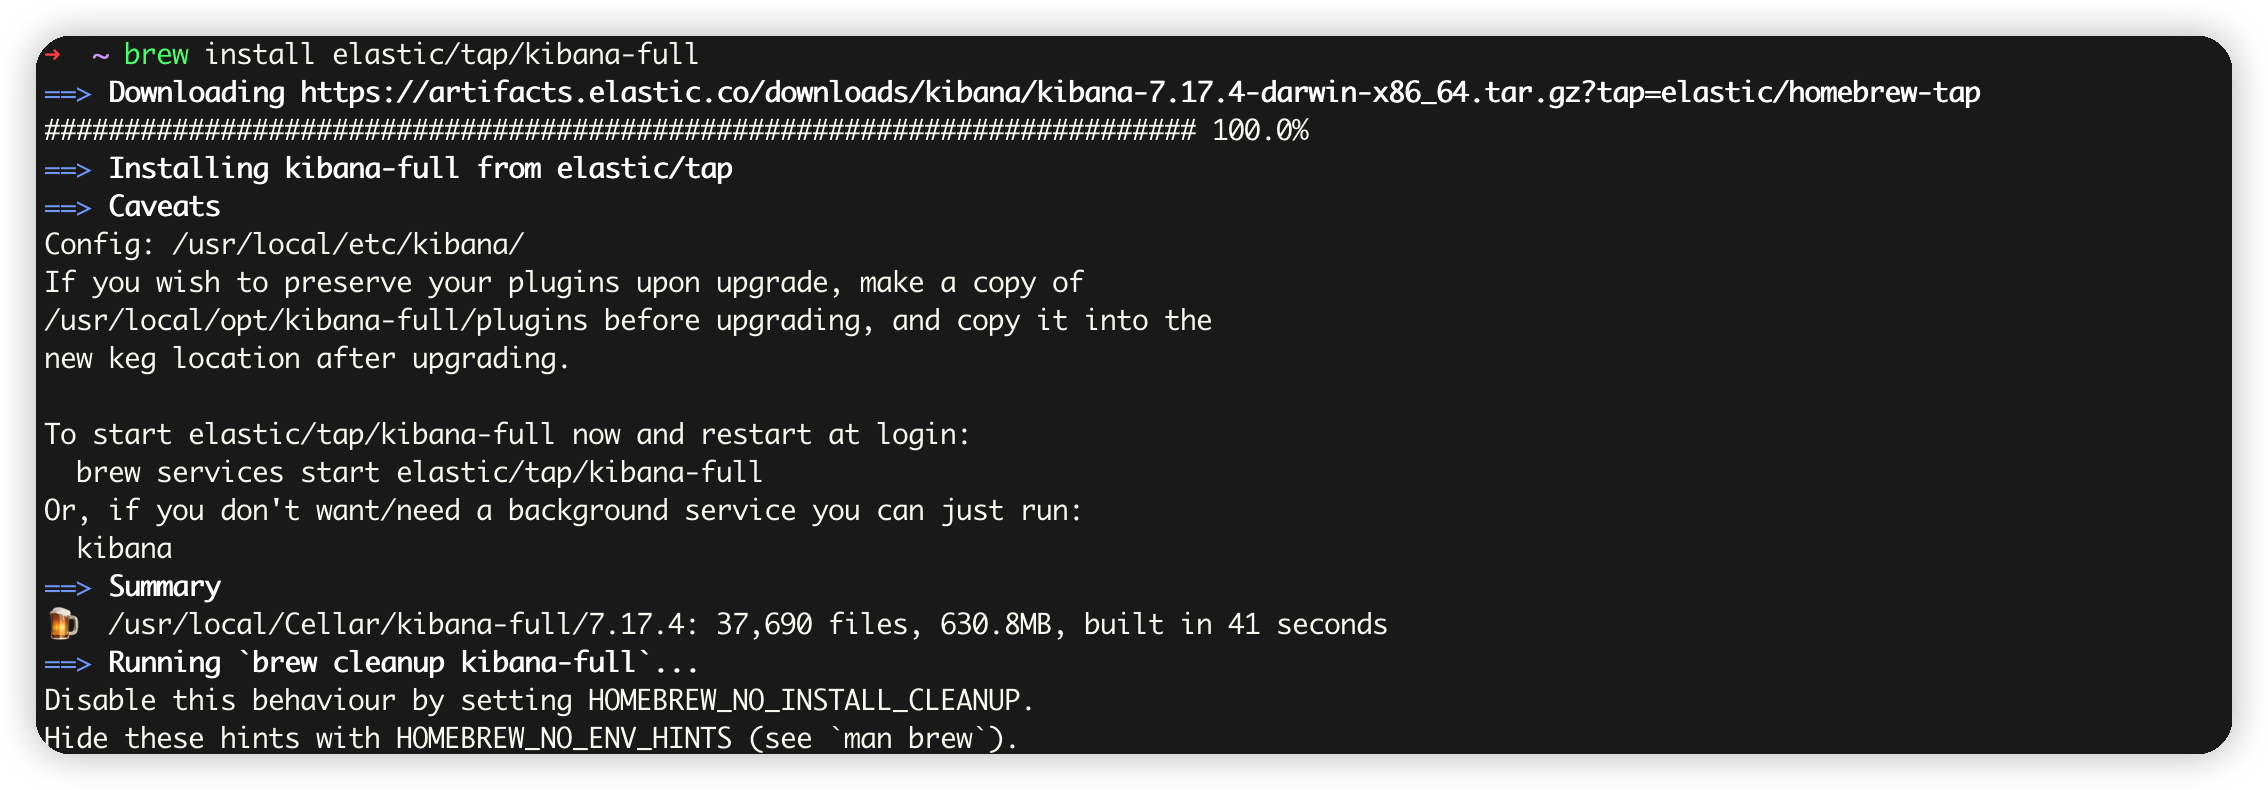 → ~ brew install elastic/tap/kibana-full
==> Downloading https://artifacts.elastic.co/downloads/kibana/kibana-7.17.4-darwin-x86_64.tar.gz?tap=elastic/homebrew-tap
######################################################################## 100.0%
==> Installing kibana-full from elastic/tap
==> Caveats
Config: /usr/local/etc/kibana/
If you wish to preserve your plugins upon upgrade, make a copy of
/usr/local/opt/kibana-full/plugins before upgrading, and copy it into the
new keg location after upgrading.

To start elastic/tap/kibana-full now and restart at login:
  brew services start elastic/tap/kibana-full
Or, if you don't want/need a background service you can just run:
  kibana
==> Summary
🍺  /usr/local/Cellar/kibana-full/7.17.4: 37,690 files, 630.8MB, built in 41 seconds
==> Running `brew cleanup kibana-full`...
Disable this behaviour by setting HOMEBREW_NO_INSTALL_CLEANUP.
Hide these hints with HOMEBREW_NO_ENV_HINTS (see `man brew`).